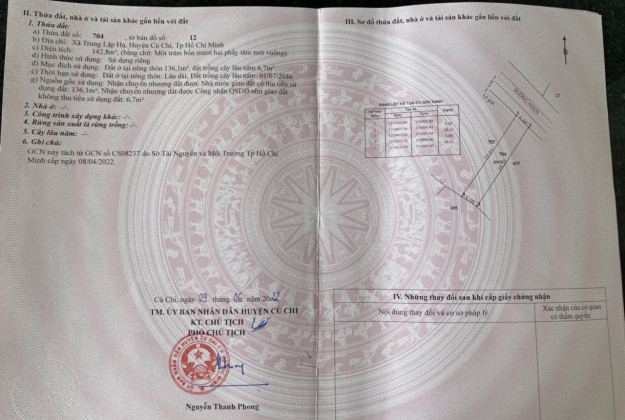 II. Thửa đất, nhà ở và tài sản khác gắn liền với đất
1. Thửa đất:
a) Thửa đất số: 704, tờ bản đồ số: 12
b) Địa chỉ: Xã Trung Lập Hạ, Huyện Củ Chi, Tp Hồ Chí Minh
c) Diện tích: 142,8m², (bằng chữ: Một trăm bốn mươi hai phẩy tám mét vuông)
d) Hình thức sử dụng: Sử dụng riêng
đ) Mục đích sử dụng: Đất ở tại nông thôn 136,1m²; đất trồng cây lâu năm 6,7m²
e) Thời hạn sử dụng: Đất ở tại nông thôn: Lâu dài; Đất trồng cây lâu năm: 01/07/2046
g) Nguồn gốc sử dụng: Nhận chuyển nhượng đất được Nhà nước giao đất có thu tiền sử
dụng đất: 136,1m²; Nhận chuyển nhượng đất được Công nhận QSDĐ như giao đất
không thu tiền sử dụng đất: 6,7m²
2. Nhà ở: -/-.
3. Công trình xây dựng khác: -/-.
4. Rừng sản xuất là rừng trồng: -/-.
5. Cây lâu năm: -/-.
6. Ghi chú:
GCN này tách từ GCN số CS08237 do Sở Tài Nguyên và Môi Trường Tp Hồ Chí
Minh cấp ngày 08/04/2022.
Củ Chi, ngày 09 tháng 06 năm 2022
TM. ỦY BAN NHÂN DÂN HUYỆN CỦ CHI
KT. CHỦ TỊCH
PHÓ CHỦ TỊCH
Nguyễn Thanh Phong
III. Sơ đồ thửa đất, nhà ở và tài sản khác gắn liền với đất
BẢNG LIỆT KÊ TỌA ĐỘ GÓC RANH
ĐƯỜNG NHỰA
705
704
697
695
IV. Những thay đổi sau khi cấp giấy chứng nhận
Nội dung thay đổi và cơ sở pháp lý
Xác nhận của cơ quan
có thẩm quyền